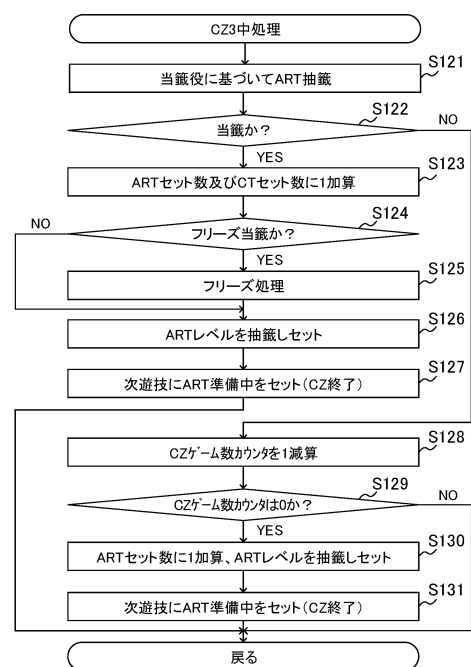 CZ3中処理
S121
当籤役に基づいてART抽籤
S122
当籤か?
NO
YES
S123
ARTセット数及びCTセット数に1加算
S124
NO
フリーズ当籤か?
YES
S125
フリーズ処理
S126
ARTレベルを抽籤しセット
S127
次遊技にART準備中をセット(CZ終了)
S128
CZゲーム数カウンタを1減算
S129
CZゲーム数カウンタは0か?
NO
YES
S130
ARTセット数に1加算、ARTレベルを抽籤しセット
S131
次遊技にART準備中をセット(CZ終了)
戻る